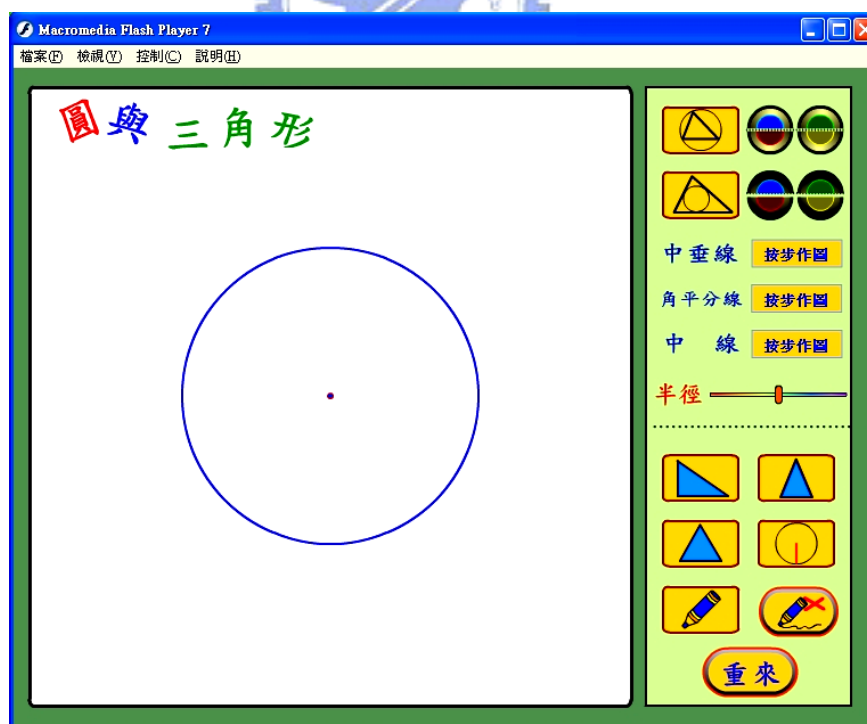 Macromedia Flash Player 7
檔案(F) 檢視(V) 控制(C) 說明(H)
圓與三角形
中垂線 按步作圖
角平分線 按步作圖
中 線 按步作圖
半徑
重來